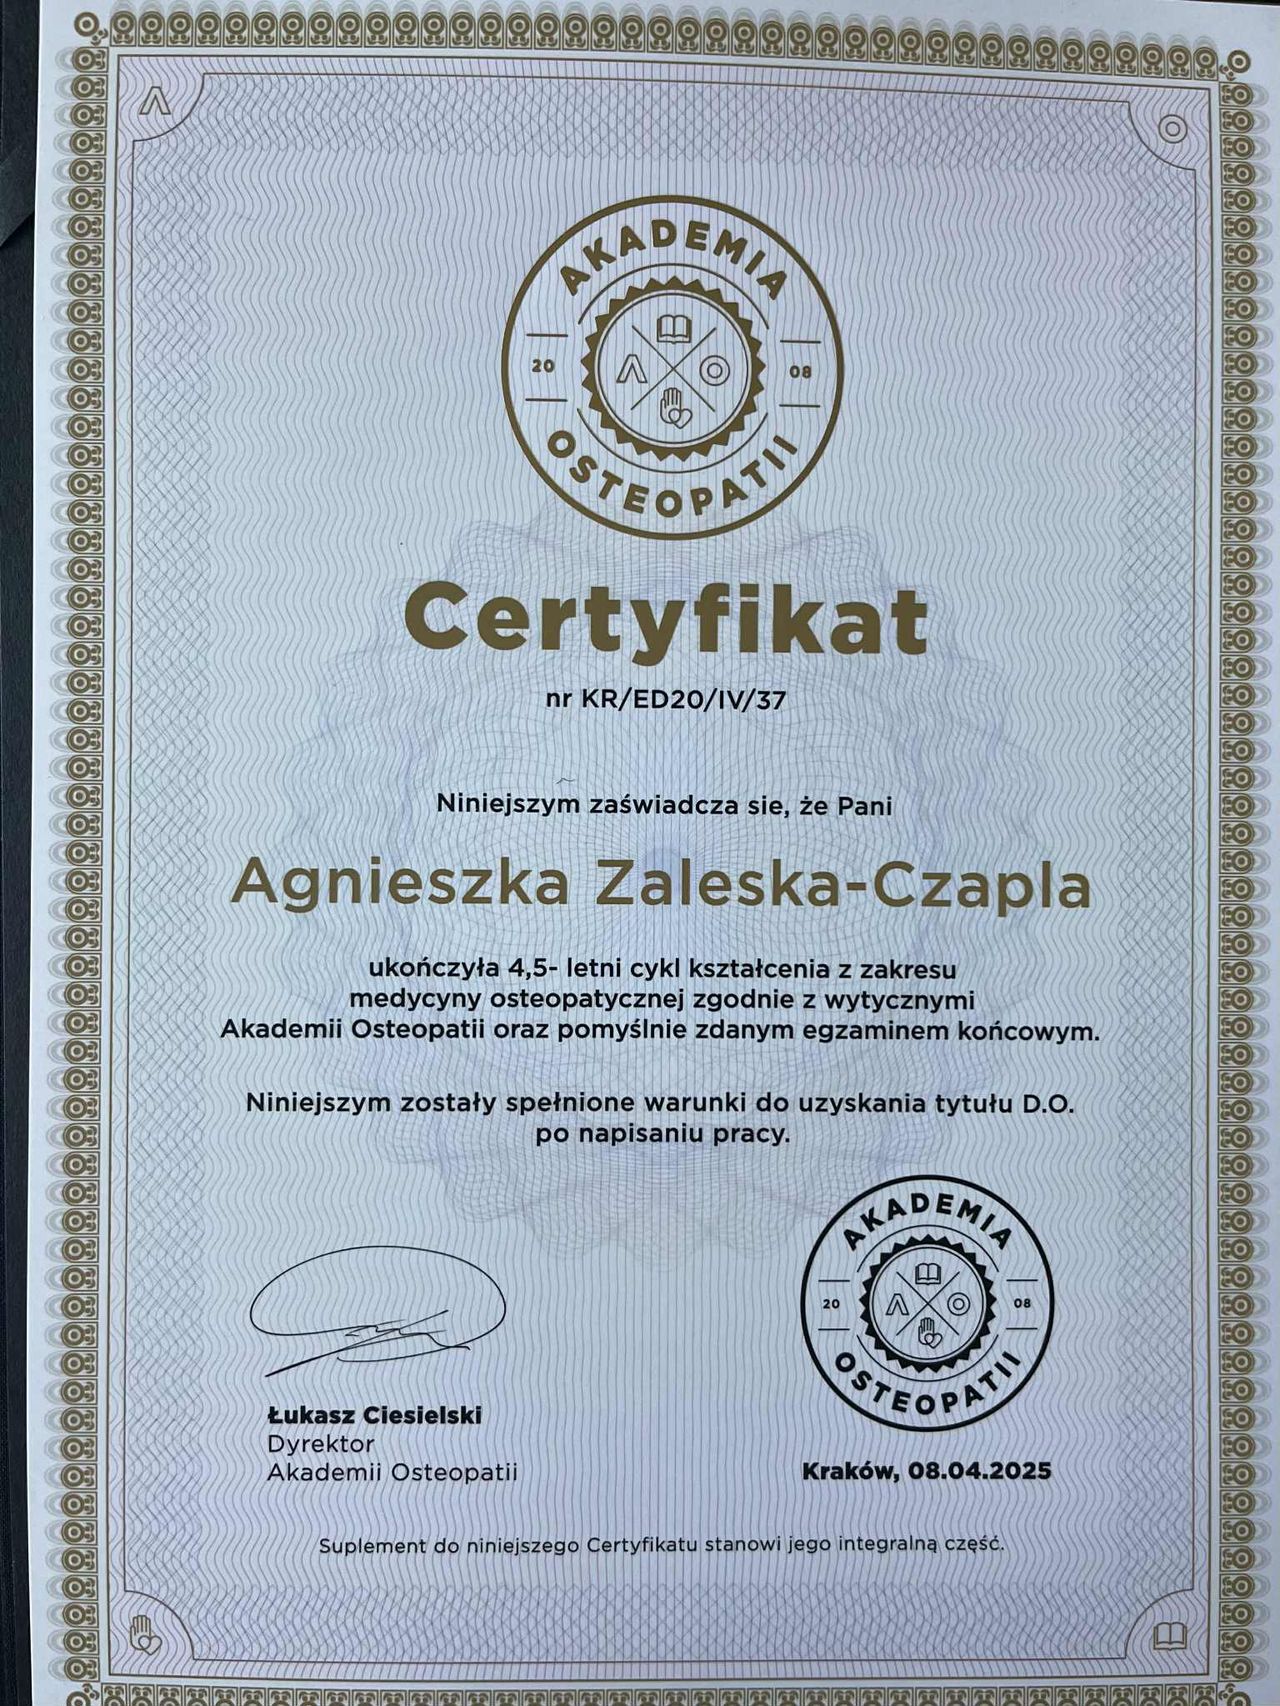 AKADEMIA
20 08
OSTEOPATII
Certyfikat
nr KR/ED20/IV/37
Niniejszym zaświadcza sie, że Pani
Agnieszka Zaleska-Czapla
ukończyła 4,5- letni cykl kształcenia z zakresu
medycyny osteopatycznej zgodnie z wytycznymi
Akademii Osteopatii oraz pomyślnie zdanym egzaminem końcowym.
Niniejszym zostały spełnione warunki do uzyskania tytułu D.O.
po napisaniu pracy.
AKADEMIA
20 08
OSTEOPATII
Łukasz Ciesielski
Dyrektor
Akademii Osteopatii
Kraków, 08.04.2025
Suplement do niniejszego Certyfikatu stanowi jego integralną część.